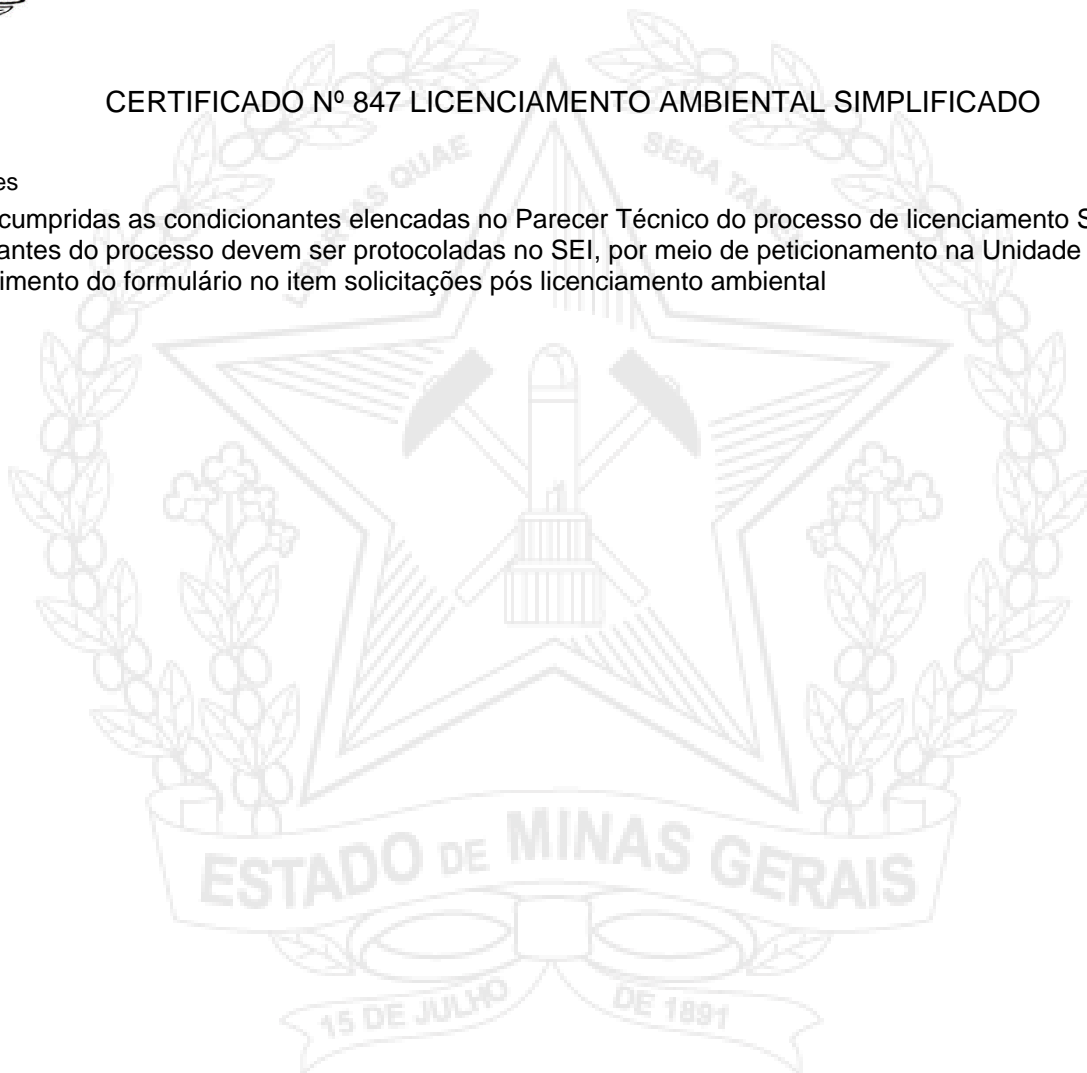 CERTIFICADO Nº 847 LICENCIAMENTO AMBIENTAL SIMPLIFICADO
es
cumpridas as condicionantes elencadas no Parecer Técnico do processo de licenciamento S
antes do processo devem ser protocoladas no SEI, por meio de peticionamento na Unidade
imento do formulário no item solicitações pós licenciamento ambiental
QUAE SERA
ESTADO DE MINAS GERAIS
15 DE JULHO DE 1891